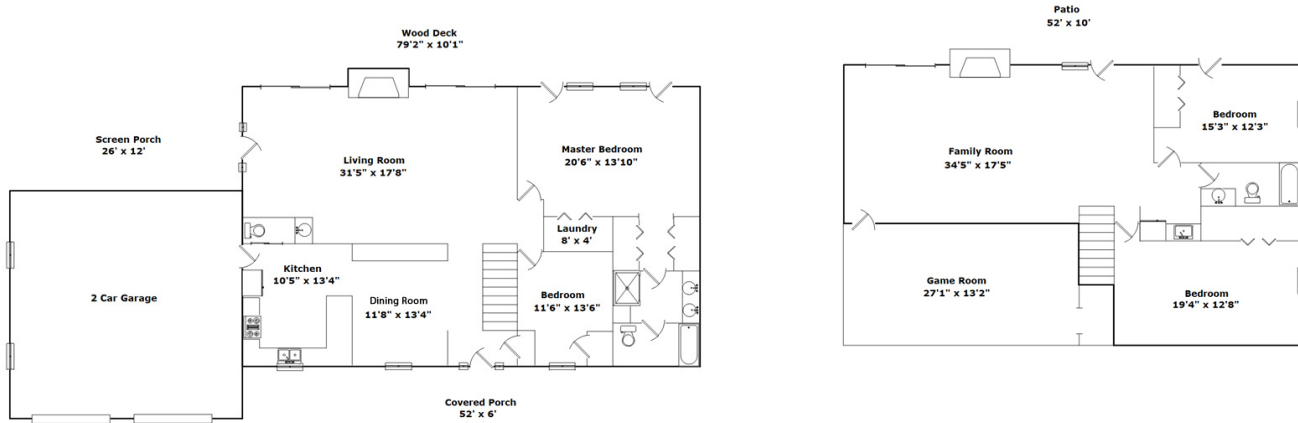 Wood Deck
79'2" x 10'1"
Screen Porch
26' x 12'
Living Room
31'5" x 17'8"
Master Bedroom
20'6" x 13'10"
Laundry
8' x 4'
Kitchen
10'5" x 13'4"
2 Car Garage
Dining Room
11'8" x 13'4"
Bedroom
11'6" x 13'6"
Covered Porch
52' x 6'
Patio
52' x 10'
Bedroom
15'3" x 12'3"
Family Room
34'5" x 17'5"
Game Room
27'1" x 13'2"
Bedroom
19'4" x 12'8"